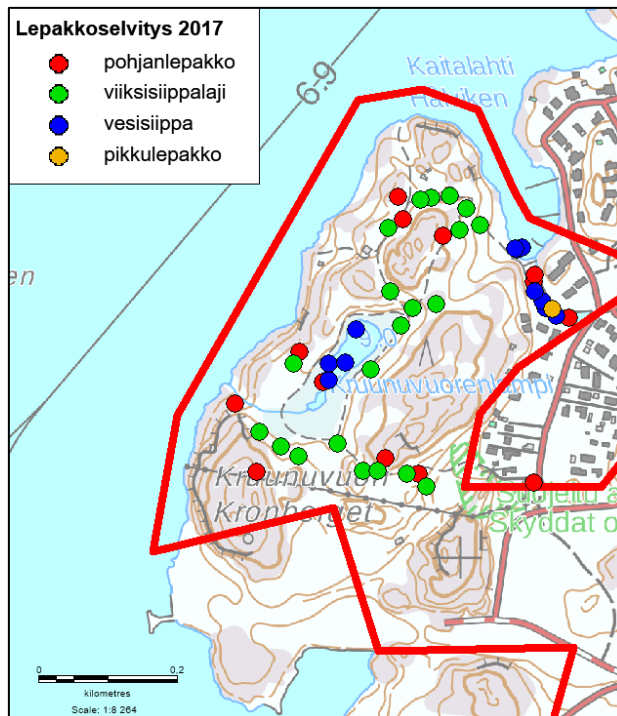 Lepakkoselvitys 2017
pohjanlepakko
viiksisiippalaji
vesisiippa
pikkulepakko
6-9
Kaitalahti
Hålviken
en
9.0
Kruunuvuorenlampi
Kruunuvuori
Kronberget
Suojeltu a
Skyddat o
0 0,2
kilometres
Scale: 1:8 264